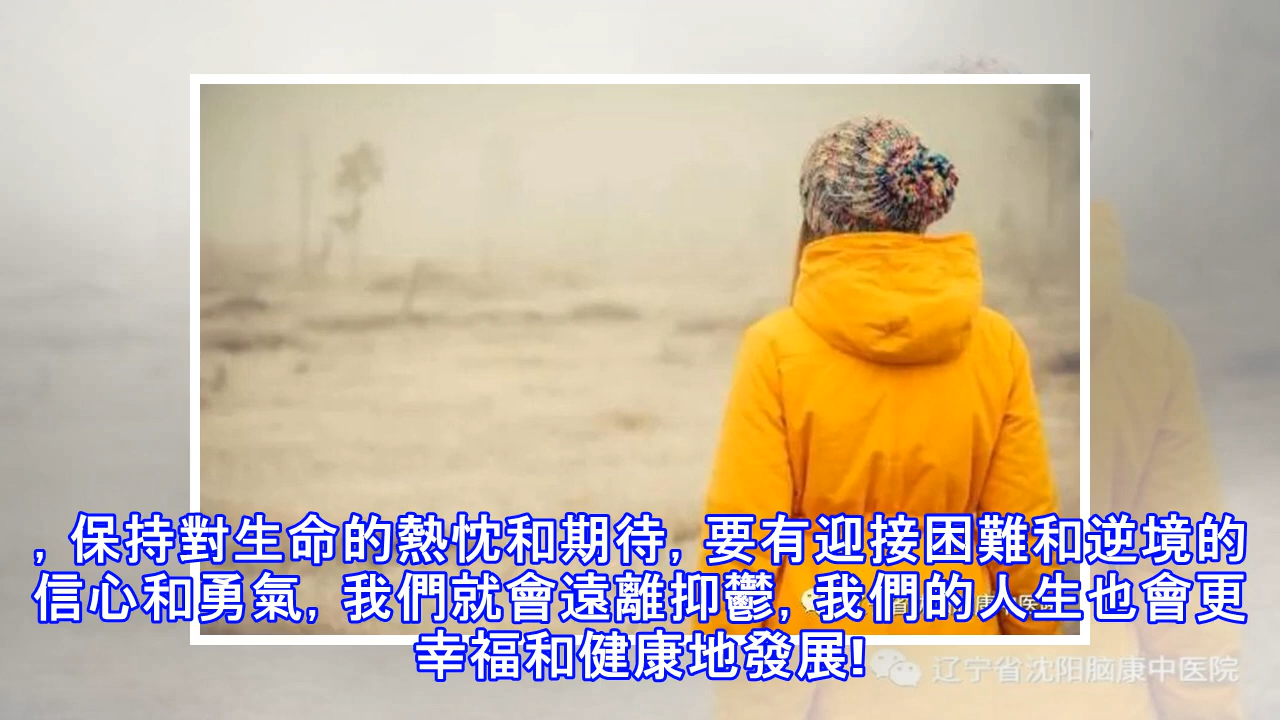 , 保持對生命的熱忱和期待, 要有迎接困難和逆境的
信心和勇氣, 我們就會遠離抑鬱, 我們的人生也會更
幸福和健康地發展!
辽宁省沈阳脑康中医院